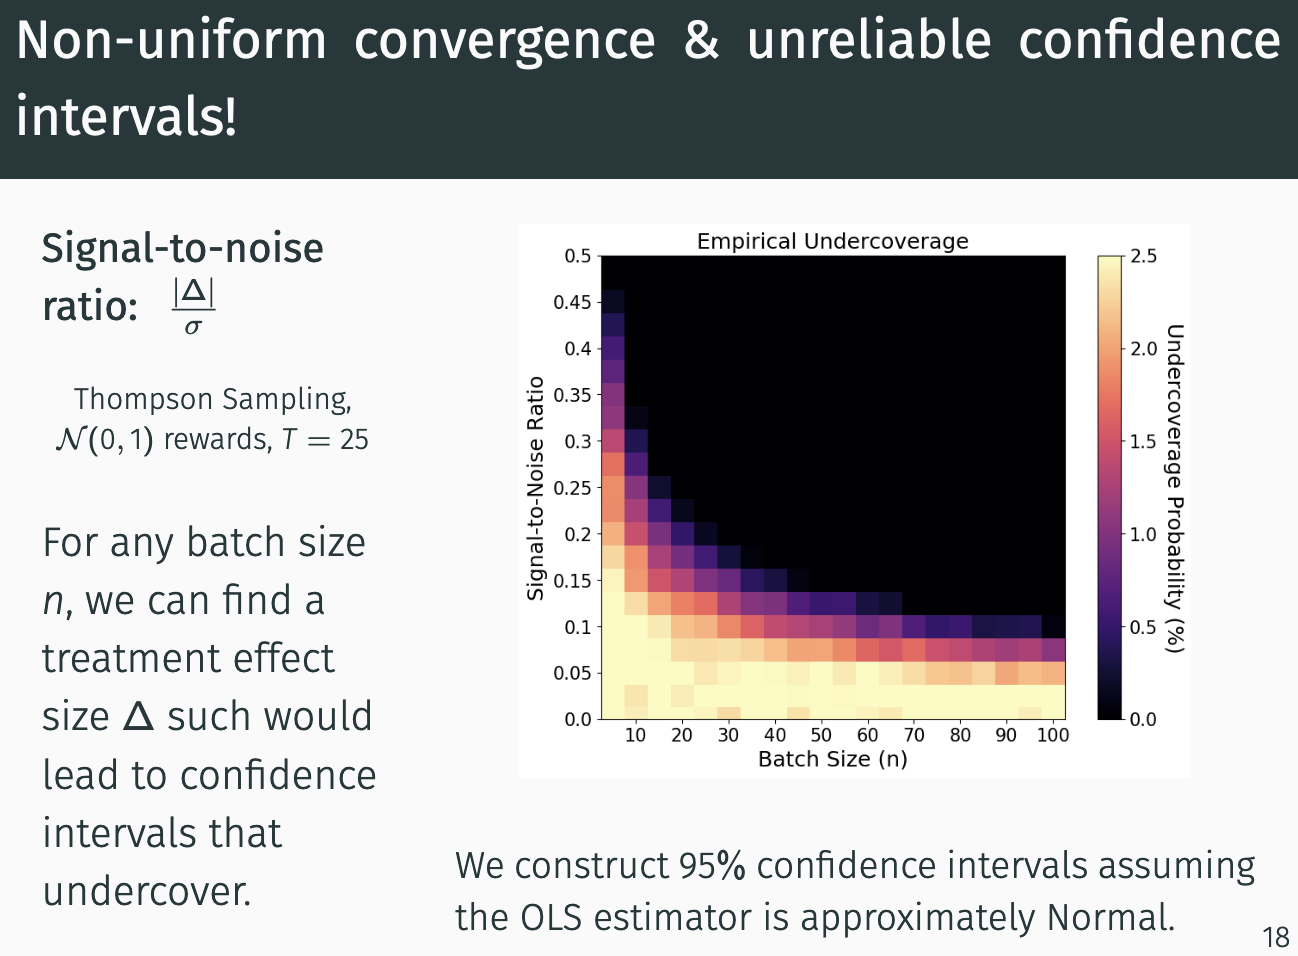 Non-uniform convergence & unreliable confidence
intervals!
Signal-to-noise
ratio: |Δ|/σ
Thompson Sampling,
𝒩(0, 1) rewards, T = 25
For any batch size
n, we can find a
treatment effect
size Δ such would
lead to confidence
intervals that
undercover.
Empirical Undercoverage
Signal-to-Noise Ratio
0.5
0.45
0.4
0.35
0.3
0.25
0.2
0.15
0.1
0.05
0.0
10 20 30 40 50 60 70 80 90 100
Batch Size (n)
2.5
2.0
1.5
1.0
0.5
0.0
Undercoverage Probability (%)
We construct 95% confidence intervals assuming
the OLS estimator is approximately Normal.
18